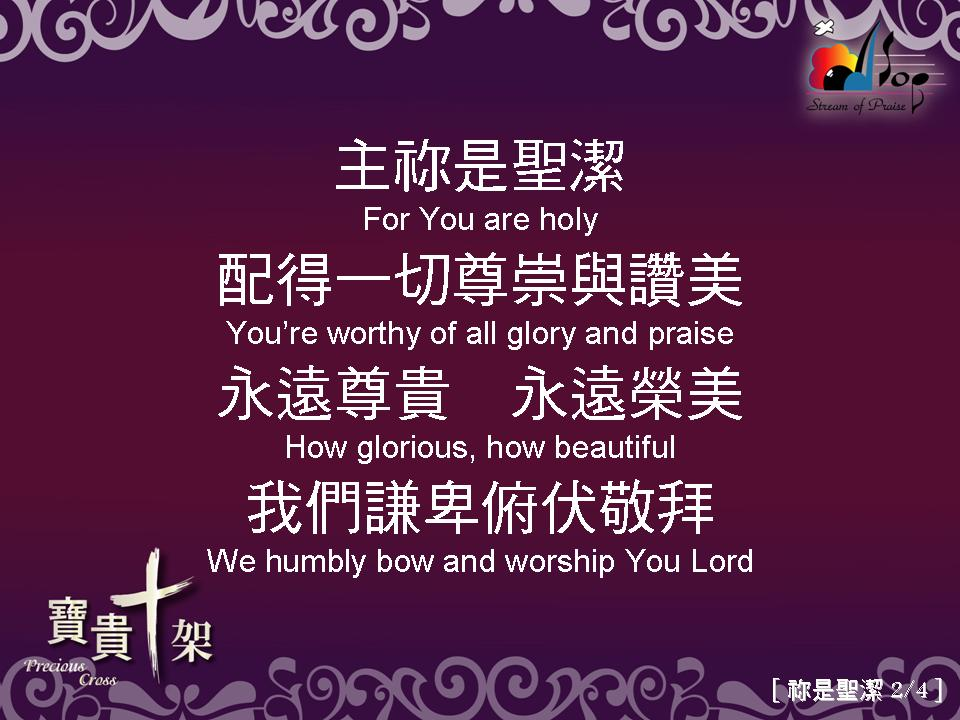 Sop
Stream of Praise
主祢是聖潔
For You are holy
配得一切尊崇與讚美
You're worthy of all glory and praise
永遠尊貴　永遠榮美
How glorious, how beautiful
我們謙卑俯伏敬拜
We humbly bow and worship You Lord
寶貴十架
Precious
Cross
[ 祢是聖潔 2/4 ]